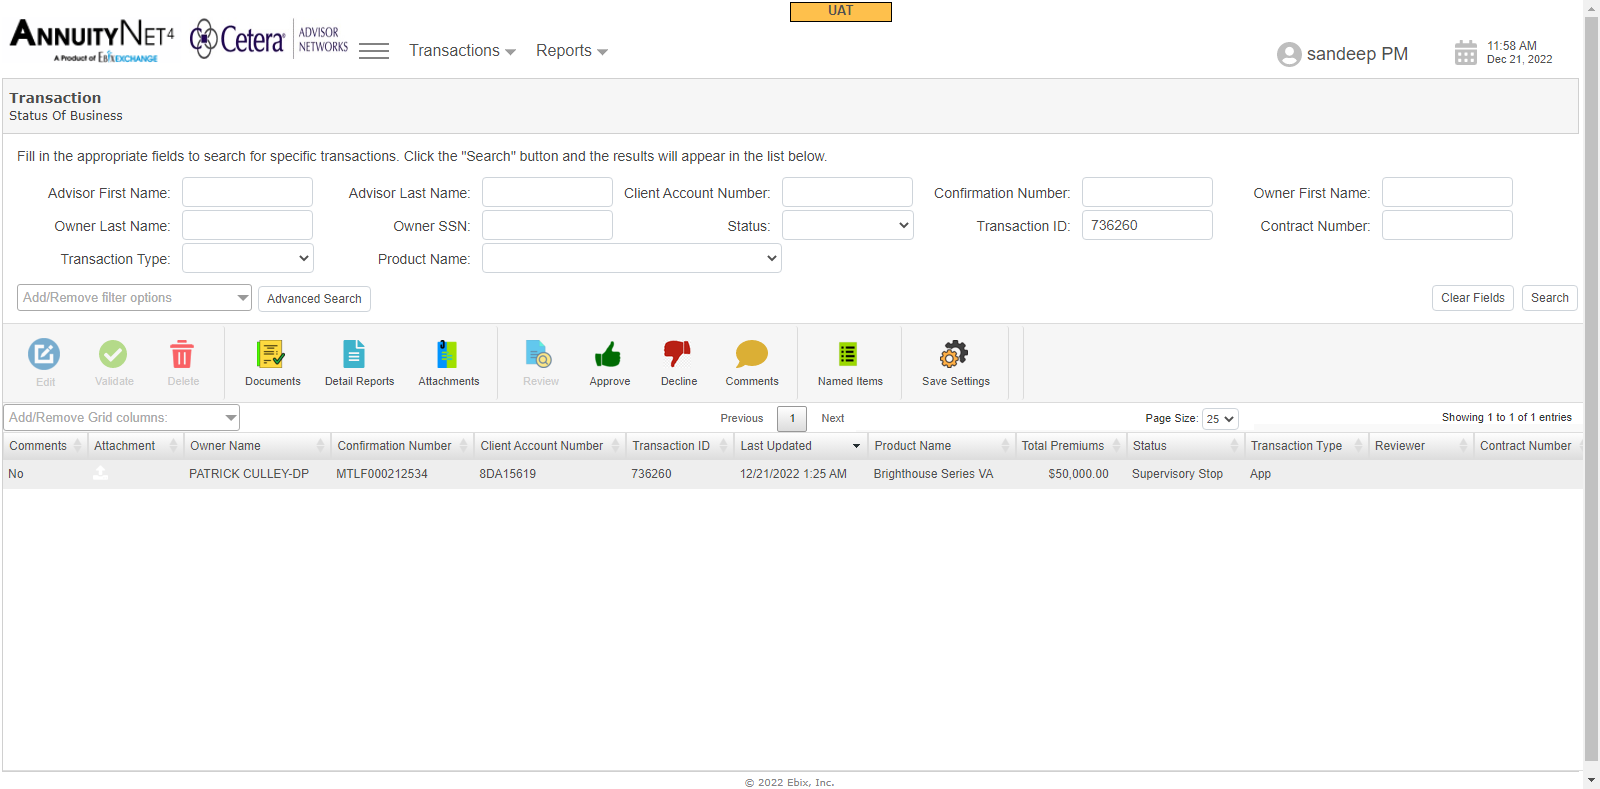 UAT
ANNUITYNET4
A Product of EbixEXCHANGE
Cetera
ADVISOR
NETWORKS
Transactions
Reports
sandeep PM
11:58 AM
Dec 21, 2022
Transaction
Status Of Business
Fill in the appropriate fields to search for specific transactions. Click the "Search" button and the results will appear in the list below.
Advisor First Name: Advisor Last Name: Client Account Number: Confirmation Number: Owner First Name:
Owner Last Name: Owner SSN: Status: Transaction ID: 736260 Contract Number:
Transaction Type: Product Name:
Add/Remove filter options Advanced Search Clear Fields Search
Edit Validate Delete Documents Detail Reports Attachments Review Approve Decline Comments Named Items Save Settings
Add/Remove Grid columns: Previous 1 Next Page Size: 25 Showing 1 to 1 of 1 entries
Comments Attachment Owner Name Confirmation Number Client Account Number Transaction ID Last Updated Product Name Total Premiums Status Transaction Type Reviewer Contract Number
No PATRICK CULLEY-DP MTLF000212534 8DA15619 736260 12/21/2022 1:25 AM Brighthouse Series VA $50,000.00 Supervisory Stop App
© 2022 Ebix, Inc.